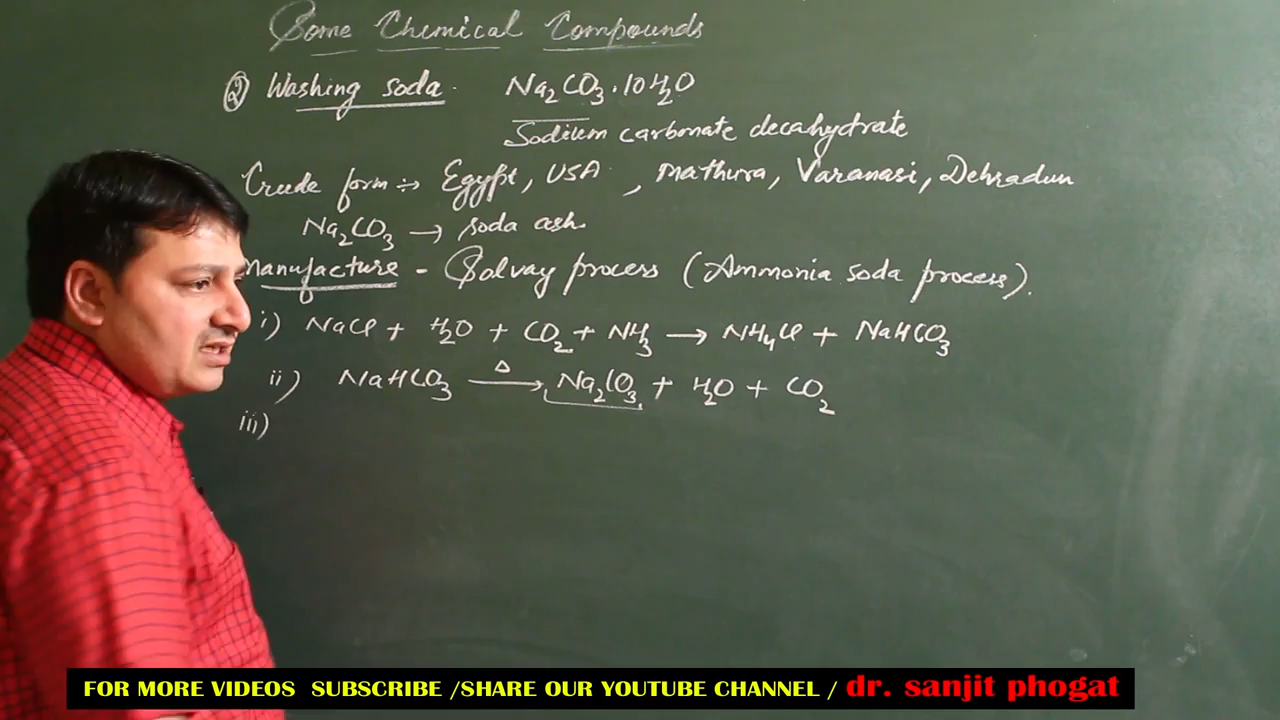 Some Chemical Compounds
② Washing soda. Na₂CO₃.10H₂O
Sodium carbonate decahydrate
Crude form :- Egypt, USA, Mathura, Varanasi, Dehradun
Na₂CO₃ → soda ash.
Manufacture - Solvay process (Ammonia soda process).
i) NaCl + H₂O + CO₂ + NH₃ → NH₄Cl + NaHCO₃
ii) NaHCO₃ —Δ→ Na₂CO₃ + H₂O + CO₂
iii)
FOR MORE VIDEOS SUBSCRIBE /SHARE OUR YOUTUBE CHANNEL / dr. sanjit phogat